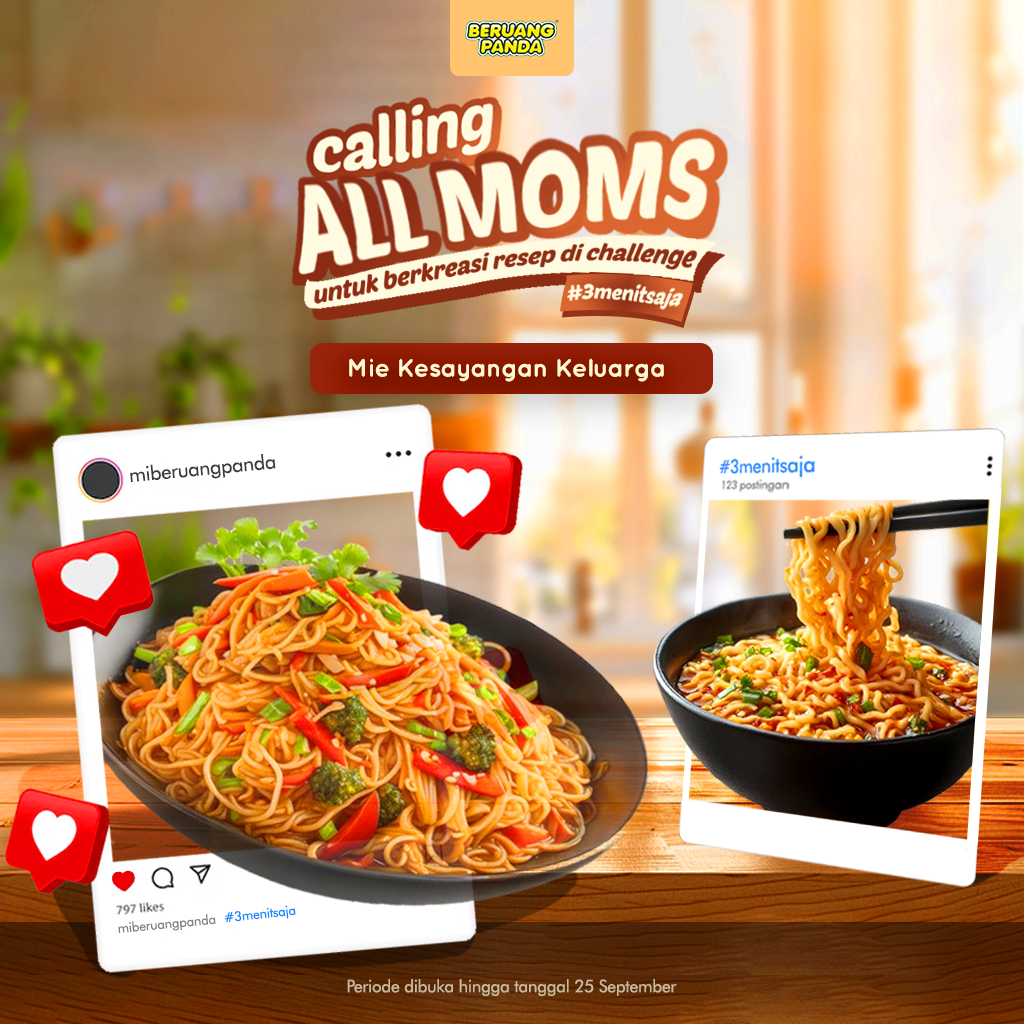 BERUANG
PANDA
calling
ALL MOMS
untuk berkreasi resep di challenge
#3menitsaja
Mie Kesayangan Keluarga
miberuangpanda
#3menitsaja
123 postingan
797 likes
miberuangpanda #3menitsaja
Periode dibuka hingga tanggal 25 September